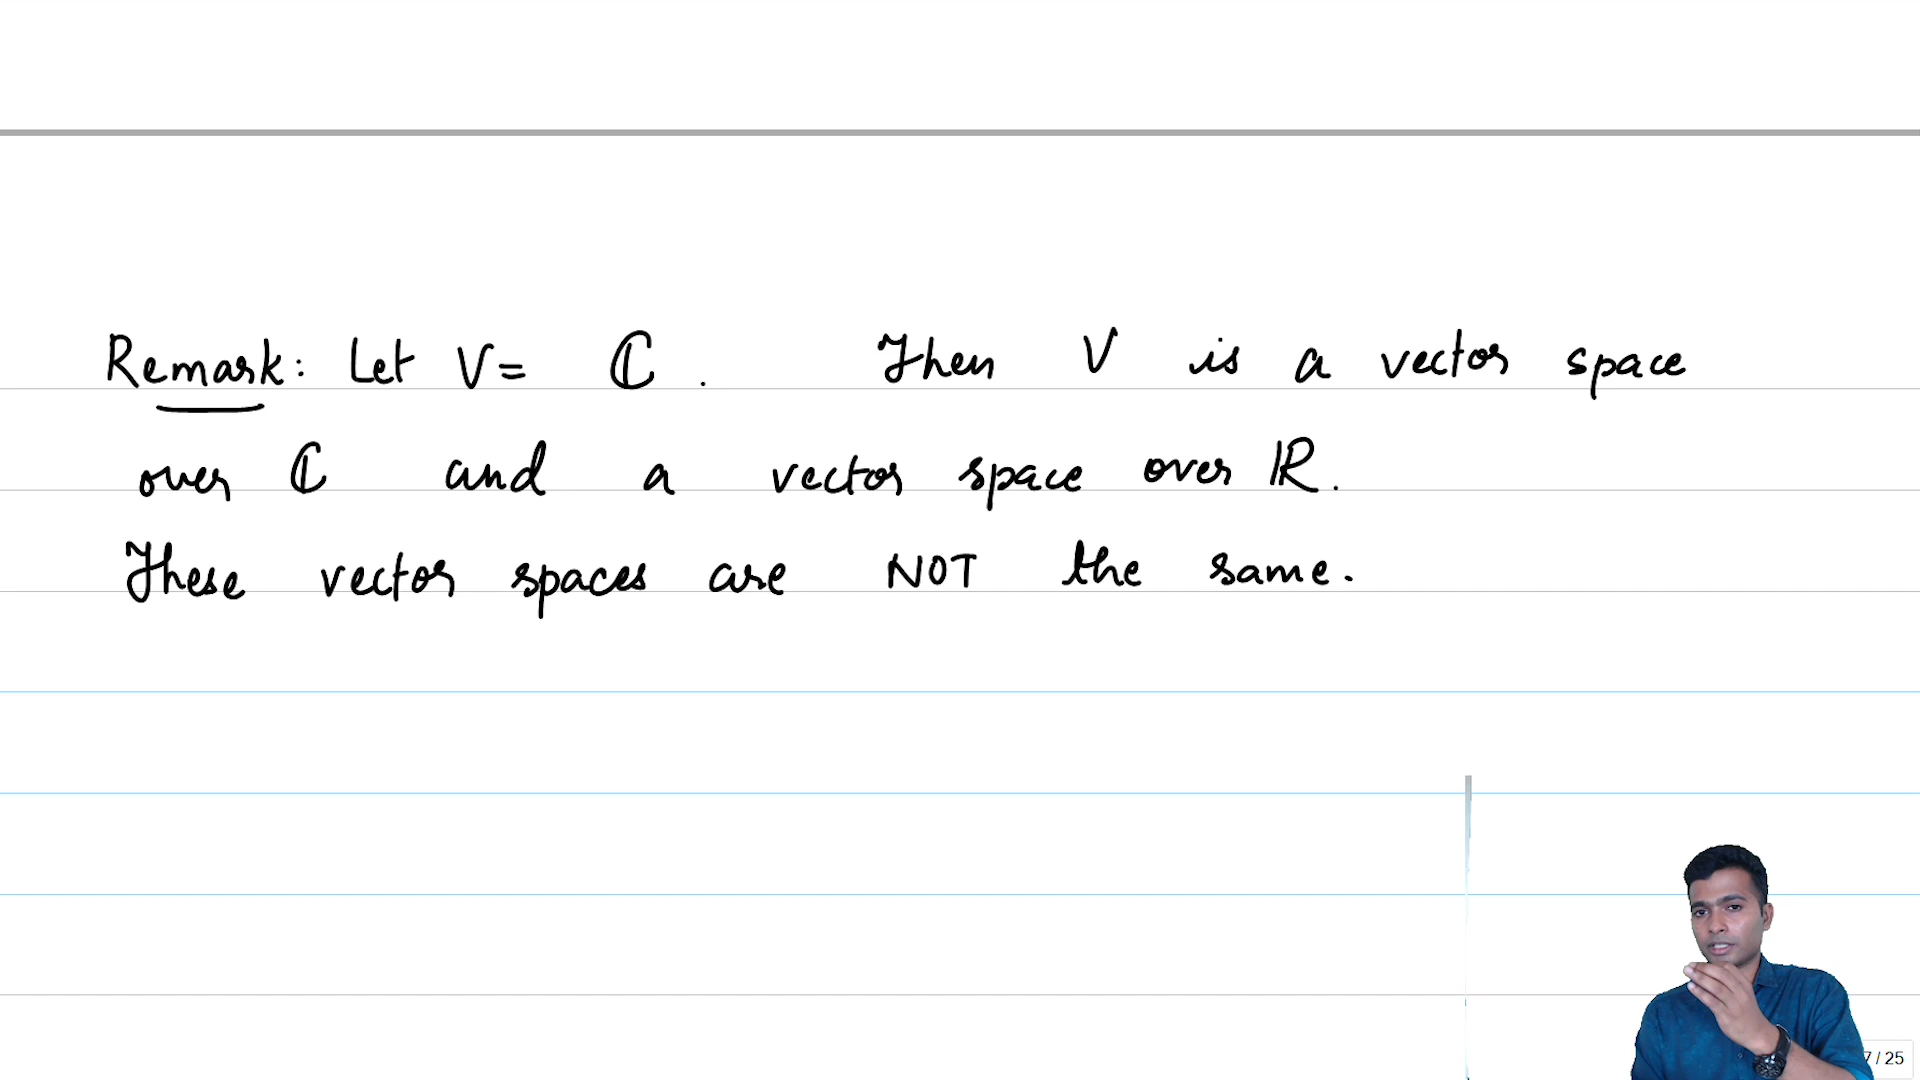 Remark: Let V = ℂ. Then V is a vector space
over ℂ and a vector space over ℝ.
These vector spaces are NOT the same.
7 / 25